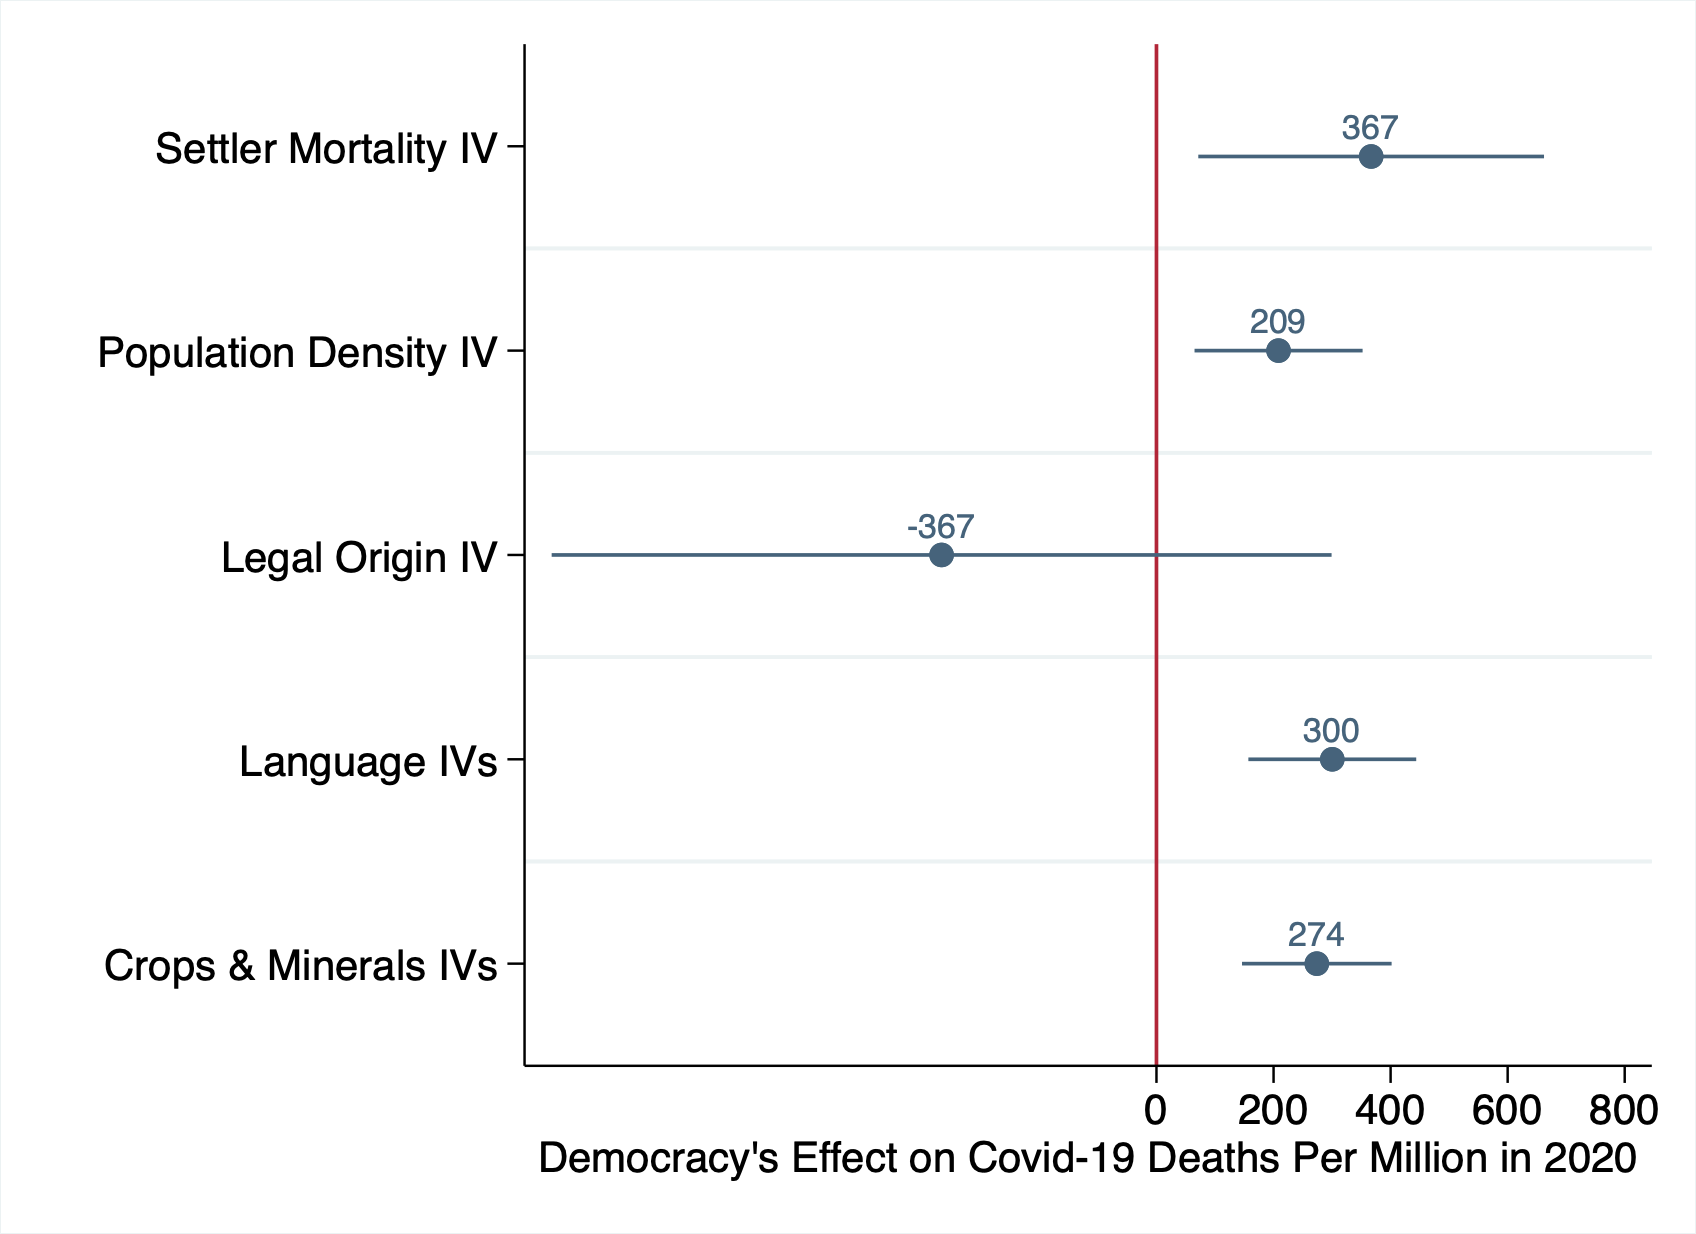 Settler Mortality IV
367
Population Density IV
209
Legal Origin IV
-367
Language IVs
300
Crops & Minerals IVs
274
0 200 400 600 800
Democracy's Effect on Covid-19 Deaths Per Million in 2020